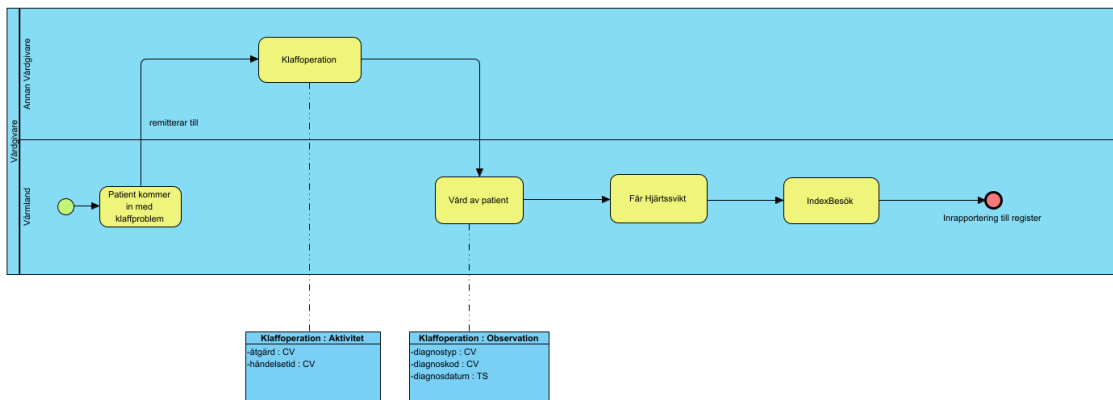 Vårdgivare
Annan Vårdgivare
Klaffoperation
remitterar till
Värmland
Patient kommer
in med
klaffproblem
Vård av patient
Får Hjärtssvikt
IndexBesök
Inrapportering till register
Klaffoperation : Aktivitet
-åtgärd : CV
-händelsetid : CV
Klaffoperation : Observation
-diagnostyp : CV
-diagnoskod : CV
-diagnosdatum : TS